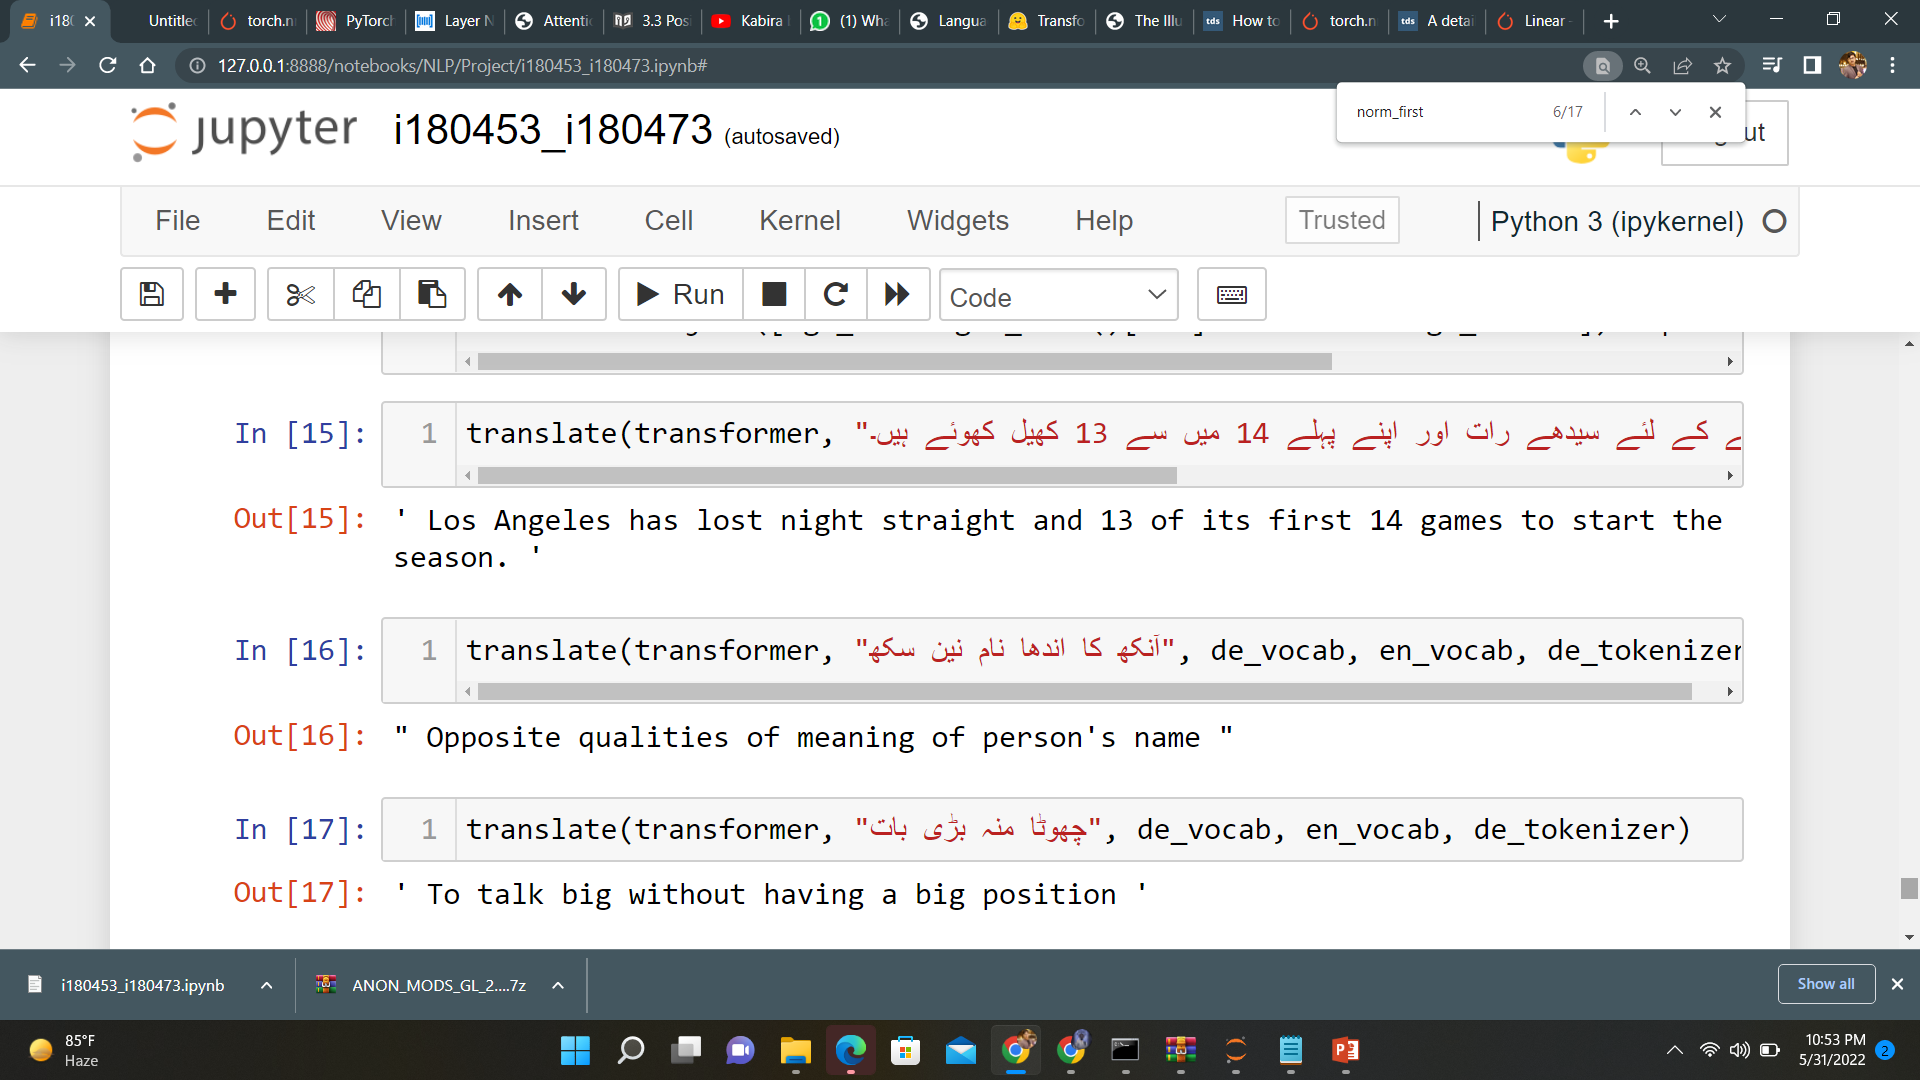 i180
Untitled
torch.n
PyTorch
Layer N
Attenti
3.3 Posi
Kabira
(1) Wha
Langua
Transfo
The Illu
How to
torch.n
A detai
Linear -
127.0.0.1:8888/notebooks/NLP/Project/i180453_i180473.ipynb#
norm_first 6/17
jupyter i180453_i180473 (autosaved)
File Edit View Insert Cell Kernel Widgets Help Trusted Python 3 (ipykernel)
Run Code
In [15]: 1 translate(transformer, "ے کے لئے سیدھے رات اور اپنے پہلے 14 میں سے 13 کھیل کھوئے ہیں۔
Out[15]: ' Los Angeles has lost night straight and 13 of its first 14 games to start the
season. '
In [16]: 1 translate(transformer, "آنکھ کا اندھا نام نین سکھ", de_vocab, en_vocab, de_tokenizer
Out[16]: " Opposite qualities of meaning of person's name "
In [17]: 1 translate(transformer, "چھوٹا منہ بڑی بات", de_vocab, en_vocab, de_tokenizer)
Out[17]: ' To talk big without having a big position '
i180453_i180473.ipynb
ANON_MODS_GL_2....7z
Show all
85°F
Haze
10:53 PM
5/31/2022
2